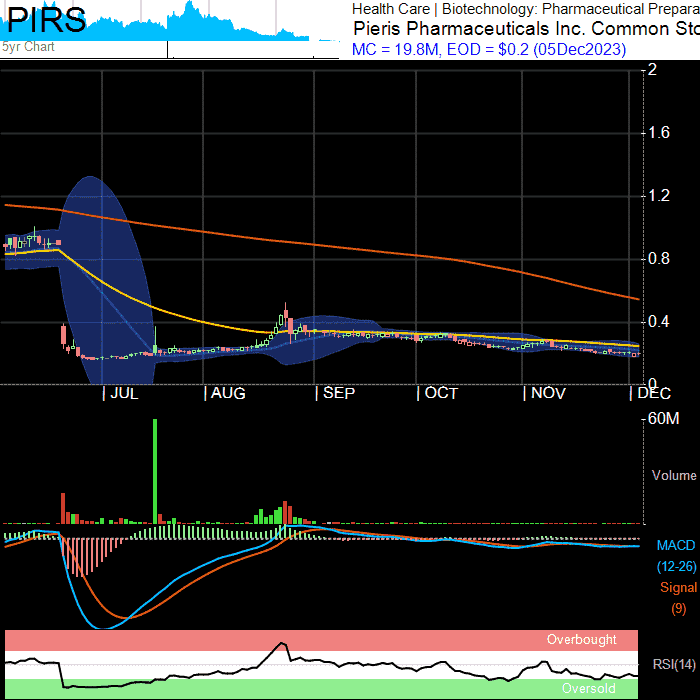 PIRS
5yr Chart
Health Care | Biotechnology: Pharmaceutical Prepara
Pieris Pharmaceuticals Inc. Common Sto
MC = 19.8M, EOD = $0.2 (05Dec2023)
2
1.6
1.2
0.8
0.4
0
JUL AUG SEP OCT NOV DEC
60M
Volume
MACD
(12-26)
Signal
(9)
Overbought
RSI(14)
Oversold